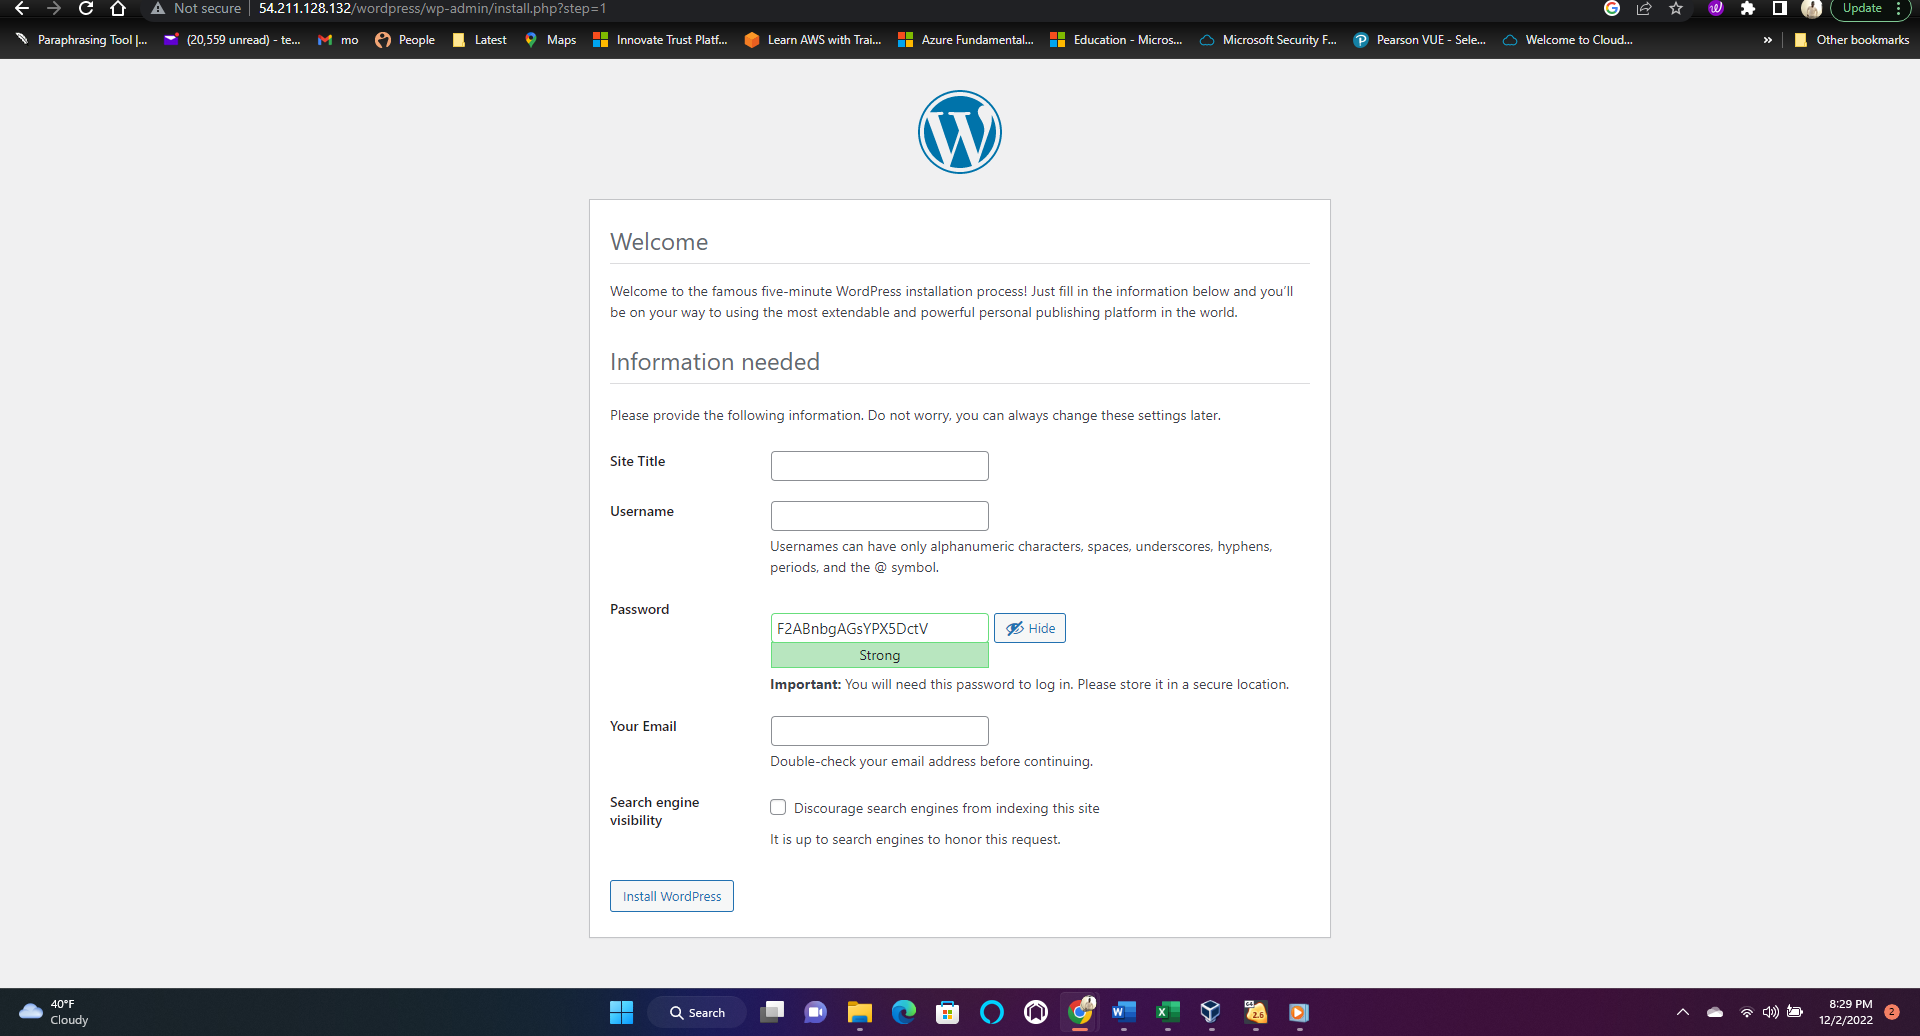 Not secure 54.211.128.132/wordpress/wp-admin/install.php?step=1 Update
Paraphrasing Tool |... (20,559 unread) - te... mo People Latest Maps Innovate Trust Platf... Learn AWS with Trai... Azure Fundamental... Education - Micros... Microsoft Security F... Pearson VUE - Sele... Welcome to Cloud... » Other bookmarks
Welcome
Welcome to the famous five-minute WordPress installation process! Just fill in the information below and you'll
be on your way to using the most extendable and powerful personal publishing platform in the world.
Information needed
Please provide the following information. Do not worry, you can always change these settings later.
Site Title
Username
Usernames can have only alphanumeric characters, spaces, underscores, hyphens,
periods, and the @ symbol.
Password
F2ABnbgAGsYPX5DctV Hide
Strong
Important: You will need this password to log in. Please store it in a secure location.
Your Email
Double-check your email address before continuing.
Search engine
visibility
Discourage search engines from indexing this site
It is up to search engines to honor this request.
Install WordPress
40°F
Cloudy
Search
8:29 PM
12/2/2022
2